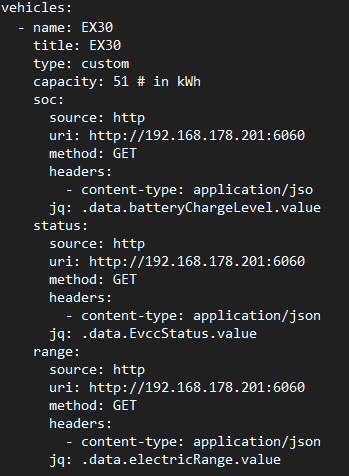 vehicles:
  - name: EX30
    title: EX30
    type: custom
    capacity: 51 # in kWh
    soc:
      source: http
      uri: http://192.168.178.201:6060
      method: GET
      headers:
        - content-type: application/jso
      jq: .data.batteryChargeLevel.value
    status:
      source: http
      uri: http://192.168.178.201:6060
      method: GET
      headers:
        - content-type: application/json
      jq: .data.EvccStatus.value
    range:
      source: http
      uri: http://192.168.178.201:6060
      method: GET
      headers:
        - content-type: application/json
      jq: .data.electricRange.value